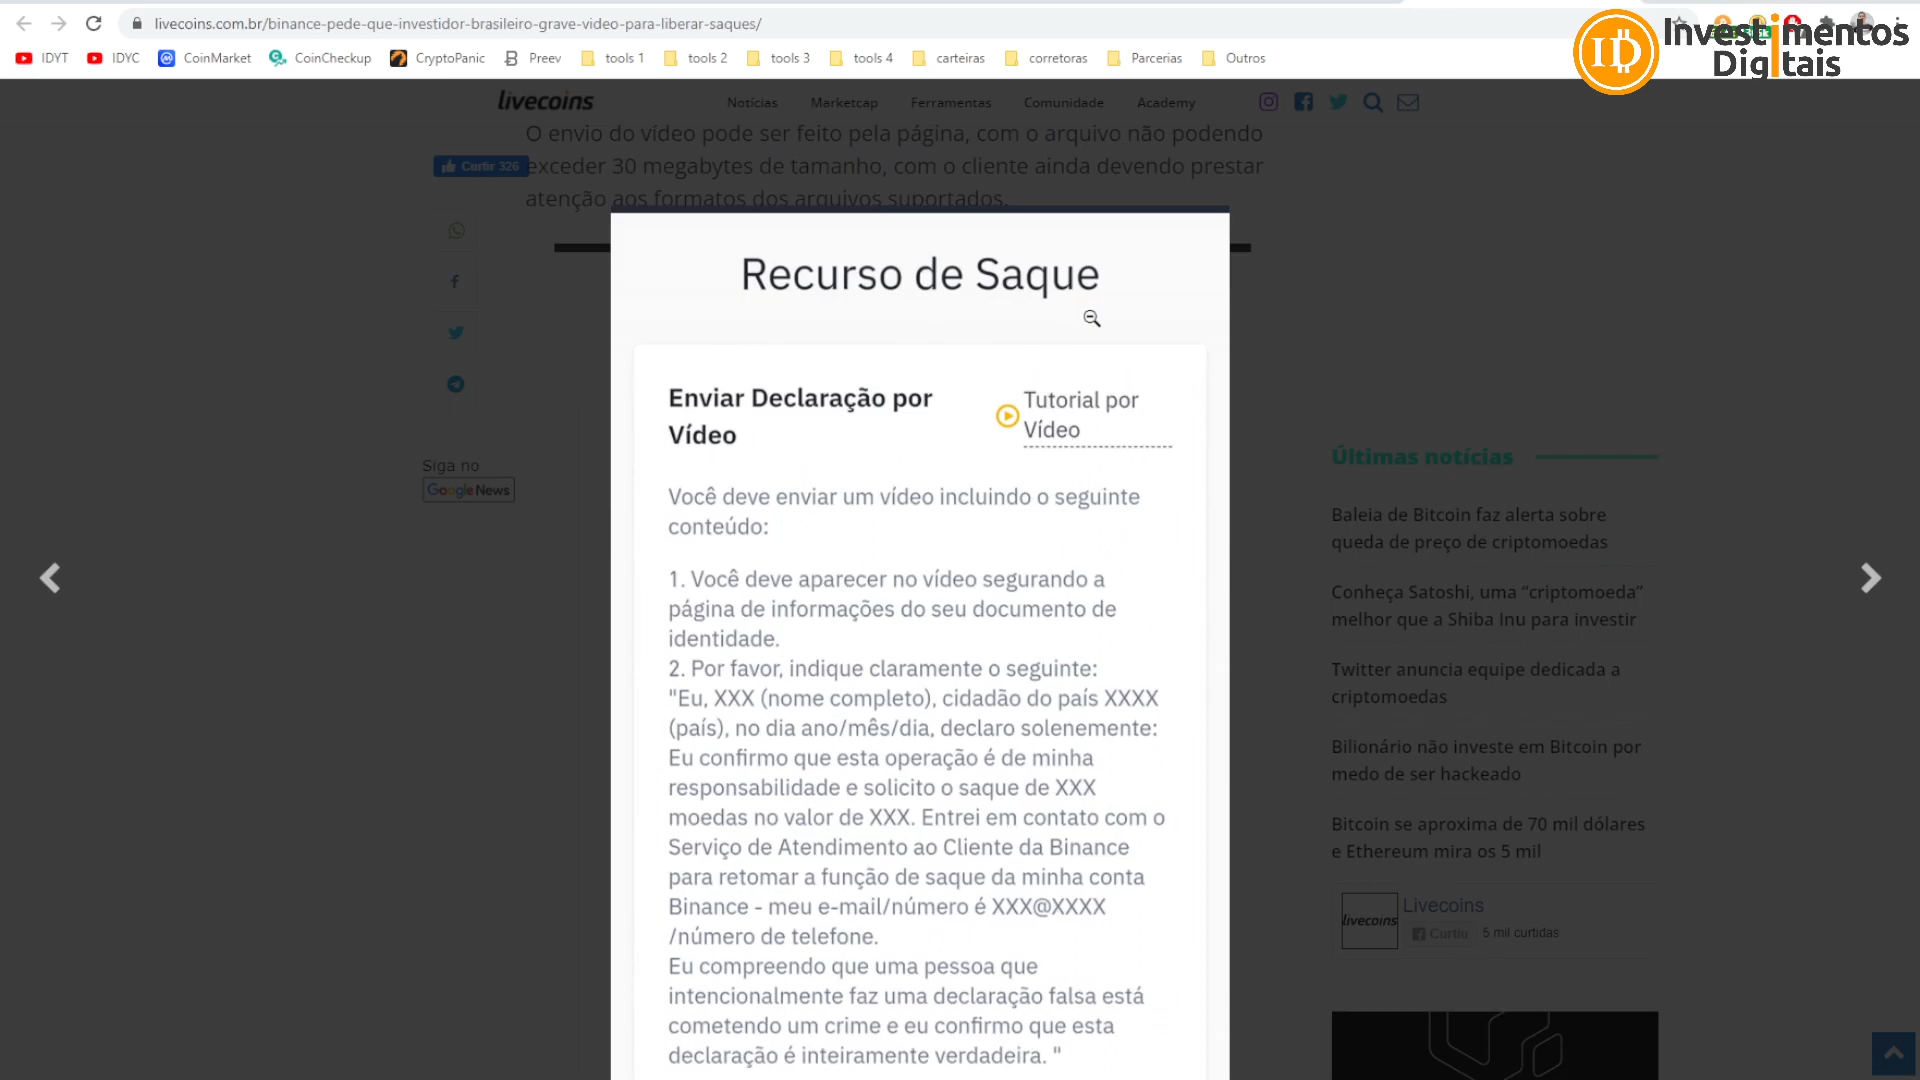 livecoins.com.br/binance-pede-que-investidor-brasileiro-grave-video-para-liberar-saques/
IDYT IDYC CoinMarket CoinCheckup CryptoPanic Preev tools 1 tools 2 tools 3 tools 4 carteiras corretoras Parcerias Outros
Investimentos
Digitais
livecoins Notícias Marketcap Ferramentas Comunidade Academy
O envio do vídeo pode ser feito pela página, com o arquivo não podendo
Curtir 326
exceder 30 megabytes de tamanho, com o cliente ainda devendo prestar
atenção aos formatos dos arquivos suportados.
Recurso de Saque
Enviar Declaração por
Vídeo
Tutorial por
Vídeo
Você deve enviar um vídeo incluindo o seguinte
conteúdo:
1. Você deve aparecer no vídeo segurando a
página de informações do seu documento de
identidade.
2. Por favor, indique claramente o seguinte:
"Eu, XXX (nome completo), cidadão do país XXXX
(país), no dia ano/mês/dia, declaro solenemente:
Eu confirmo que esta operação é de minha
responsabilidade e solicito o saque de XXX
moedas no valor de XXX. Entrei em contato com o
Serviço de Atendimento ao Cliente da Binance
para retomar a função de saque da minha conta
Binance - meu e-mail/número é XXX@XXXX
/número de telefone.
Eu compreendo que uma pessoa que
intencionalmente faz uma declaração falsa está
cometendo um crime e eu confirmo que esta
declaração é inteiramente verdadeira. "
Siga no
Google News
Últimas notícias
Baleia de Bitcoin faz alerta sobre
queda de preço de criptomoedas
Conheça Satoshi, uma “criptomoeda”
melhor que a Shiba Inu para investir
Twitter anuncia equipe dedicada a
criptomoedas
Bilionário não investe em Bitcoin por
medo de ser hackeado
Bitcoin se aproxima de 70 mil dólares
e Ethereum mira os 5 mil
livecoins
Livecoins
Curtiu 5 mil curtidas